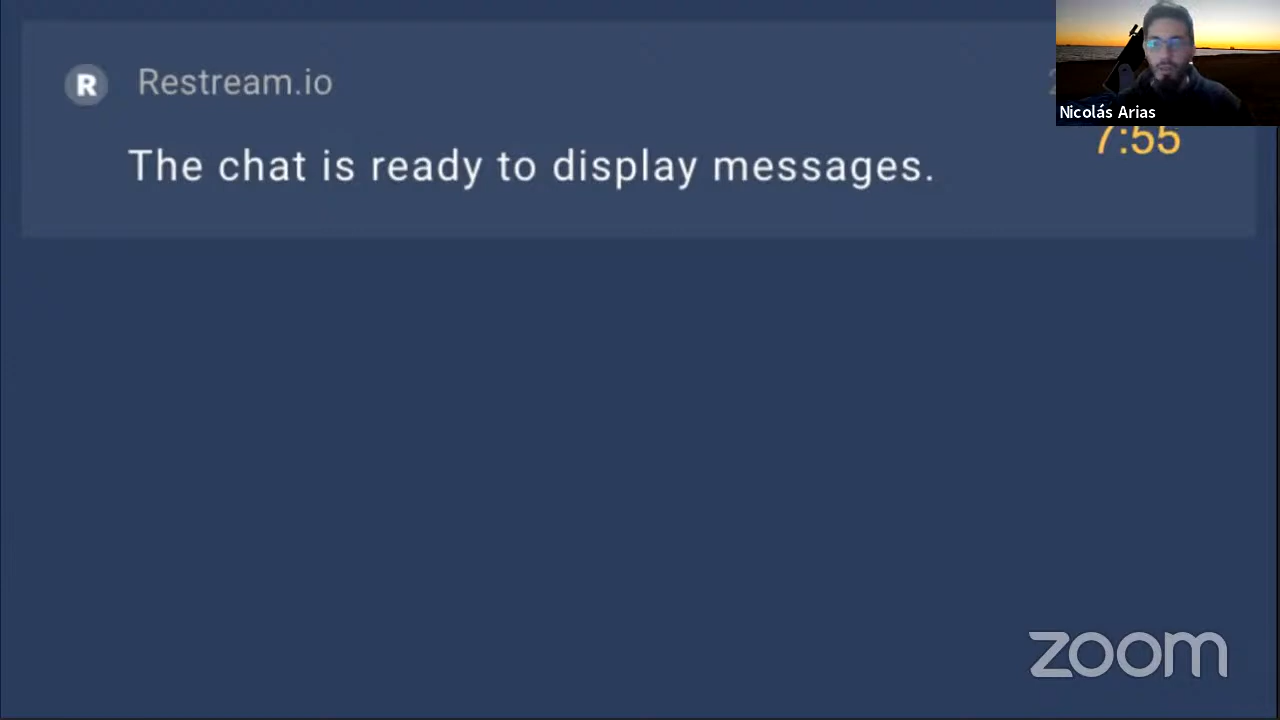 Restream.io
The chat is ready to display messages.
Nicolás Arias
7:55
zoom